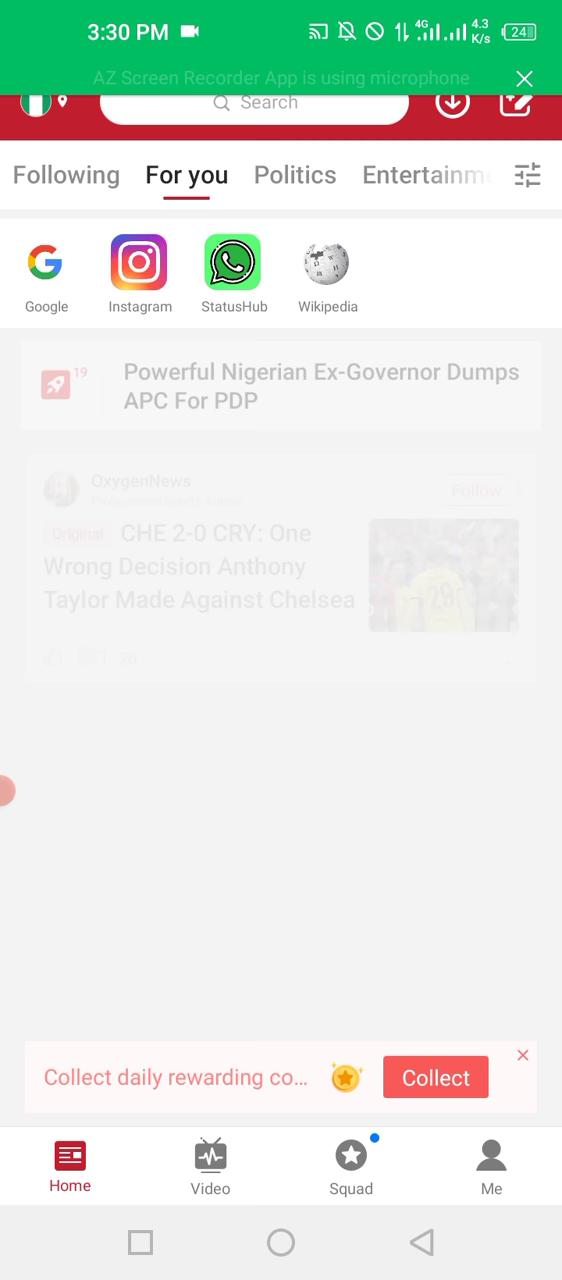 3:30 PM 4G 4.3 K/s 24
AZ Screen Recorder App is using microphone
Search
Following For you Politics Entertainme
Google Instagram StatusHub Wikipedia
19
Powerful Nigerian Ex-Governor Dumps
APC For PDP
OxygenNews
Follow
Original CHE 2-0 CRY: One
Wrong Decision Anthony
Taylor Made Against Chelsea
29
Collect daily rewarding co... Collect
Home Video Squad Me